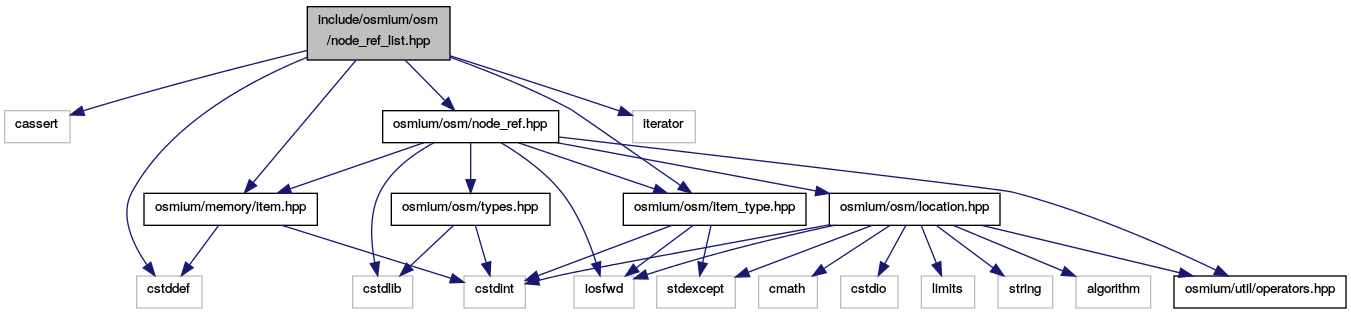 include/osmium/osm
/node_ref_list.hpp
cassert
osmium/osm/node_ref.hpp
iterator
osmium/memory/item.hpp
osmium/osm/types.hpp
osmium/osm/item_type.hpp
osmium/osm/location.hpp
cstddef
cstdlib
cstdint
iosfwd
stdexcept
cmath
cstdio
limits
string
algorithm
osmium/util/operators.hpp